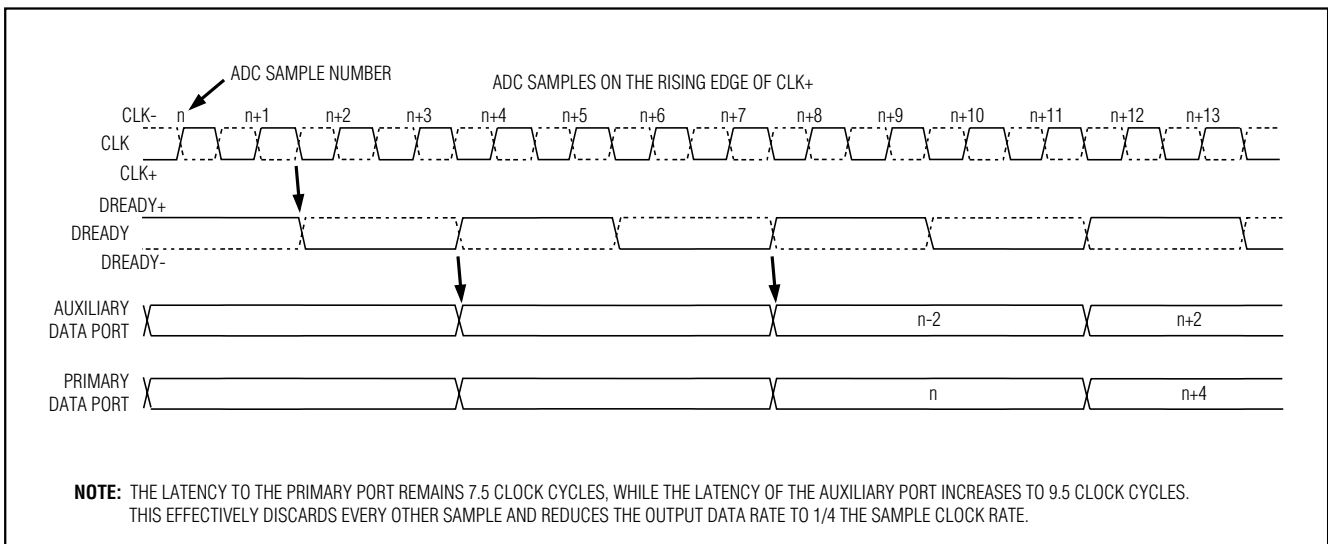 ADC SAMPLE NUMBER
ADC SAMPLES ON THE RISING EDGE OF CLK+
CLK- n n+1 n+2 n+3 n+4 n+5 n+6 n+7 n+8 n+9 n+10 n+11 n+12 n+13
CLK
CLK+
DREADY+
DREADY
DREADY-
AUXILIARY
DATA PORT
n-2 n+2
PRIMARY
DATA PORT
n n+4
NOTE: THE LATENCY TO THE PRIMARY PORT REMAINS 7.5 CLOCK CYCLES, WHILE THE LATENCY OF THE AUXILIARY PORT INCREASES TO 9.5 CLOCK CYCLES.
THIS EFFECTIVELY DISCARDS EVERY OTHER SAMPLE AND REDUCES THE OUTPUT DATA RATE TO 1/4 THE SAMPLE CLOCK RATE.